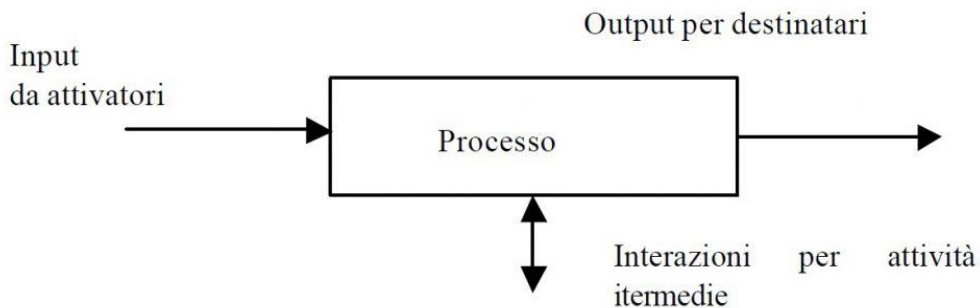 Output per destinatari
Input
da attivatori
Processo
Interazioni per attività
itermedie